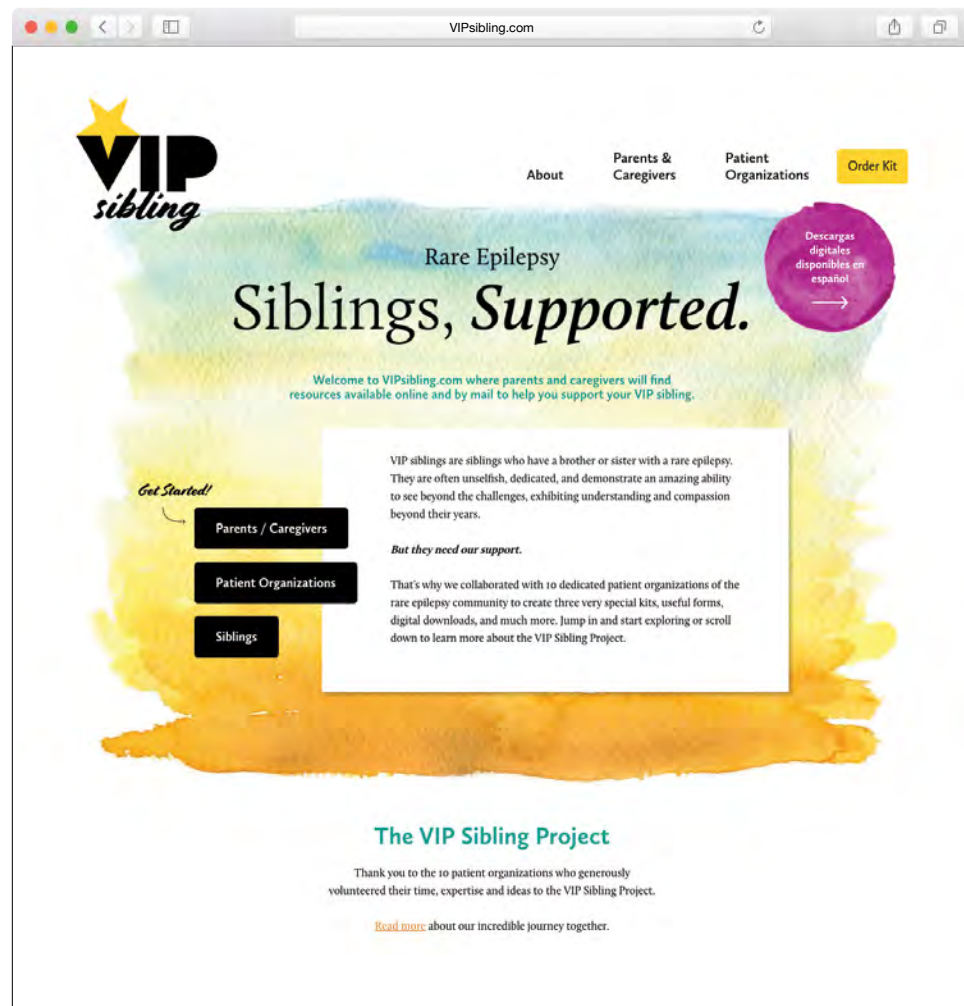 VIPsibling.com
VIP
sibling
About
Parents &
Caregivers
Patient
Organizations
Order Kit
Descargas
digitales
disponibles en
español
Rare Epilepsy
Siblings, Supported.
Welcome to VIPsibling.com where parents and caregivers will find
resources available online and by mail to help you support your VIP sibling.
VIP siblings are siblings who have a brother or sister with a rare epilepsy.
They are often unselfish, dedicated, and demonstrate an amazing ability
to see beyond the challenges, exhibiting understanding and compassion
beyond their years.
But they need our support.
That's why we collaborated with 10 dedicated patient organizations of the
rare epilepsy community to create three very special kits, useful forms,
digital downloads, and much more. Jump in and start exploring or scroll
down to learn more about the VIP Sibling Project.
Get Started!
Parents / Caregivers
Patient Organizations
Siblings
The VIP Sibling Project
Thank you to the 10 patient organizations who generously
volunteered their time, expertise and ideas to the VIP Sibling Project.
Read more about our incredible journey together.